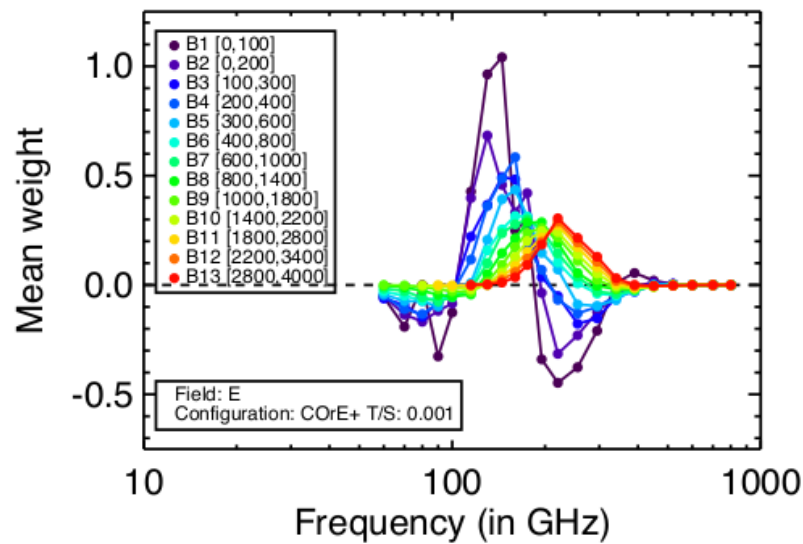 1.0
0.5
0.0
-0.5
Mean weight
B1 [0,100]
B2 [0,200]
B3 [100,300]
B4 [200,400]
B5 [300,600]
B6 [400,800]
B7 [600,1000]
B8 [800,1400]
B9 [1000,1800]
B10 [1400,2200]
B11 [1800,2800]
B12 [2200,3400]
B13 [2800,4000]
Field: E
Configuration: COrE+ T/S: 0.001
10
100
1000
Frequency (in GHz)